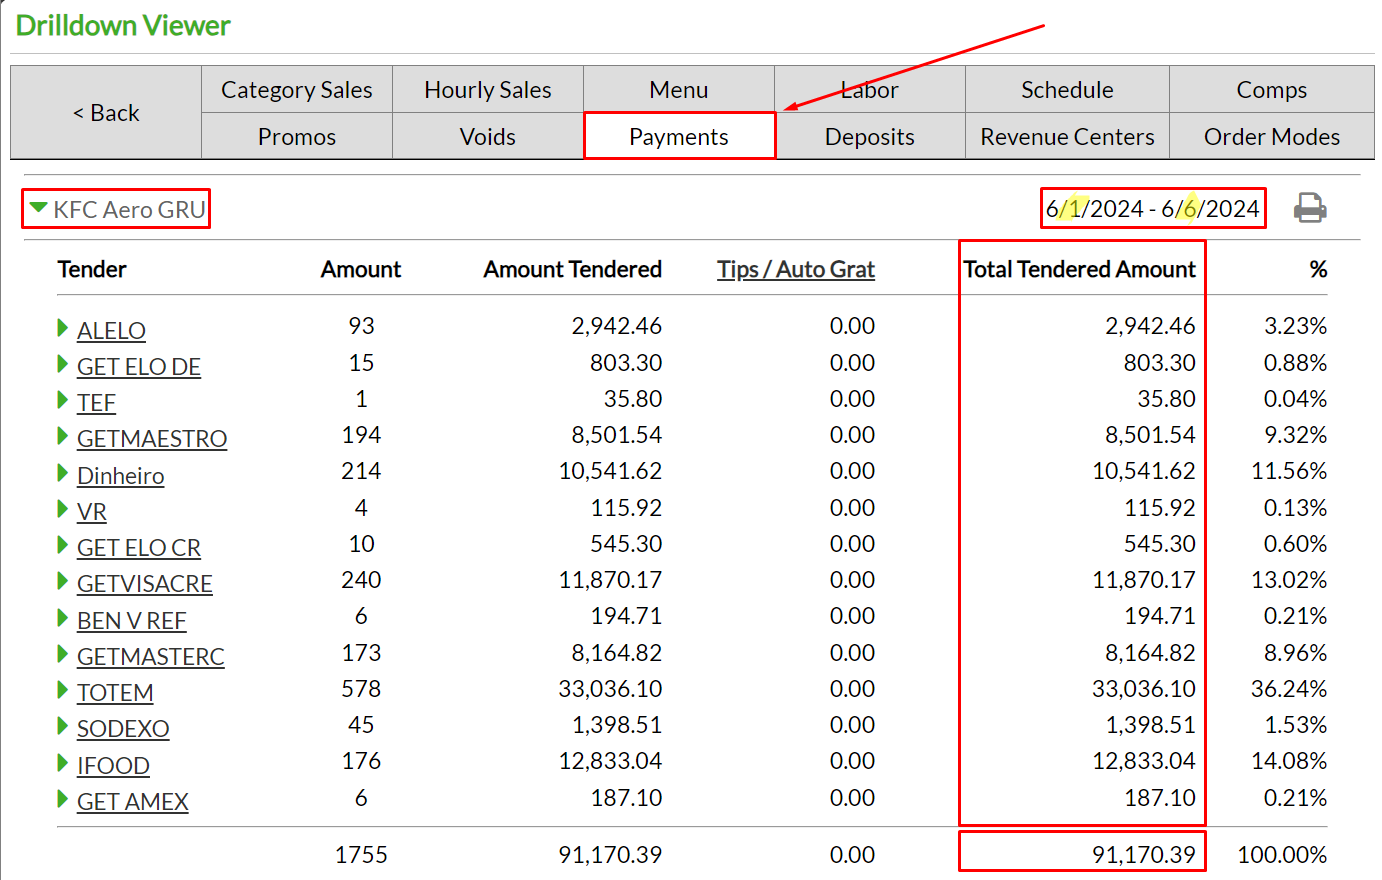 Drilldown Viewer
< Back
Category Sales Hourly Sales Menu Labor Schedule Comps
Promos Voids Payments Deposits Revenue Centers Order Modes
KFC Aero GRU 6/1/2024 - 6/6/2024
Tender Amount Amount Tendered Tips / Auto Grat Total Tendered Amount %
ALELO 93 2,942.46 0.00 2,942.46 3.23%
GET ELO DE 15 803.30 0.00 803.30 0.88%
TEF 1 35.80 0.00 35.80 0.04%
GETMAESTRO 194 8,501.54 0.00 8,501.54 9.32%
Dinheiro 214 10,541.62 0.00 10,541.62 11.56%
VR 4 115.92 0.00 115.92 0.13%
GET ELO CR 10 545.30 0.00 545.30 0.60%
GETVISACRE 240 11,870.17 0.00 11,870.17 13.02%
BEN V REF 6 194.71 0.00 194.71 0.21%
GETMASTERC 173 8,164.82 0.00 8,164.82 8.96%
TOTEM 578 33,036.10 0.00 33,036.10 36.24%
SODEXO 45 1,398.51 0.00 1,398.51 1.53%
IFOOD 176 12,833.04 0.00 12,833.04 14.08%
GET AMEX 6 187.10 0.00 187.10 0.21%
1755 91,170.39 0.00 91,170.39 100.00%